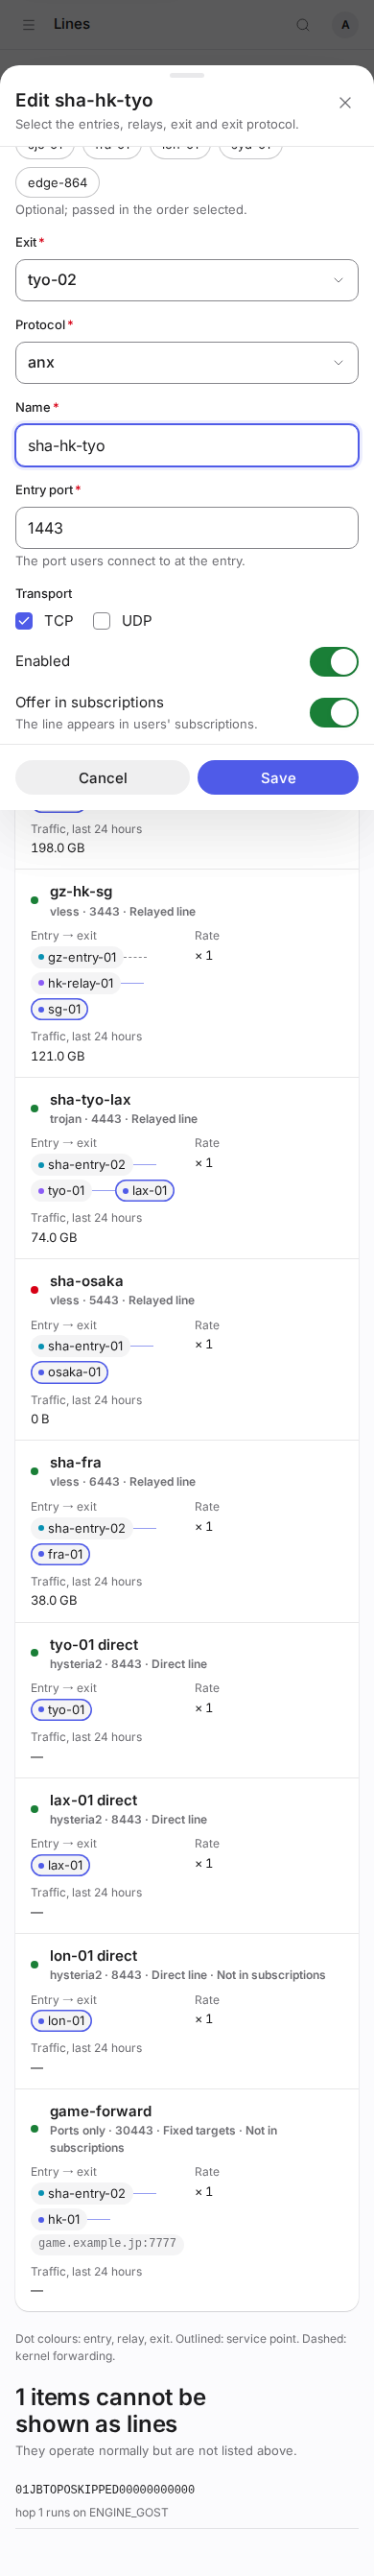 Lines
A
Edit sha-hk-tyo
Select the entries, relays, exit and exit protocol.
edge-864
Optional; passed in the order selected.
Exit *
tyo-02
Protocol *
anx
Name *
sha-hk-tyo
Entry port *
1443
The port users connect to at the entry.
Transport
TCP UDP
Enabled
Offer in subscriptions
The line appears in users' subscriptions.
Cancel Save
Traffic, last 24 hours
198.0 GB
gz-hk-sg
vless · 3443 · Relayed line
Entry → exit Rate
gz-entry-01 × 1
hk-relay-01
sg-01
Traffic, last 24 hours
121.0 GB
sha-tyo-lax
trojan · 4443 · Relayed line
Entry → exit Rate
sha-entry-02 × 1
tyo-01 lax-01
Traffic, last 24 hours
74.0 GB
sha-osaka
vless · 5443 · Relayed line
Entry → exit Rate
sha-entry-01 × 1
osaka-01
Traffic, last 24 hours
0 B
sha-fra
vless · 6443 · Relayed line
Entry → exit Rate
sha-entry-02 × 1
fra-01
Traffic, last 24 hours
38.0 GB
tyo-01 direct
hysteria2 · 8443 · Direct line
Entry → exit Rate
tyo-01 × 1
Traffic, last 24 hours
—
lax-01 direct
hysteria2 · 8443 · Direct line
Entry → exit Rate
lax-01 × 1
Traffic, last 24 hours
—
lon-01 direct
hysteria2 · 8443 · Direct line · Not in subscriptions
Entry → exit Rate
lon-01 × 1
Traffic, last 24 hours
—
game-forward
Ports only · 30443 · Fixed targets · Not in
subscriptions
Entry → exit Rate
sha-entry-02 × 1
hk-01
game.example.jp:7777
Traffic, last 24 hours
—
Dot colours: entry, relay, exit. Outlined: service point. Dashed:
kernel forwarding.
1 items cannot be
shown as lines
They operate normally but are not listed above.
01JBTOPOSKIPPED00000000000
hop 1 runs on ENGINE_GOST